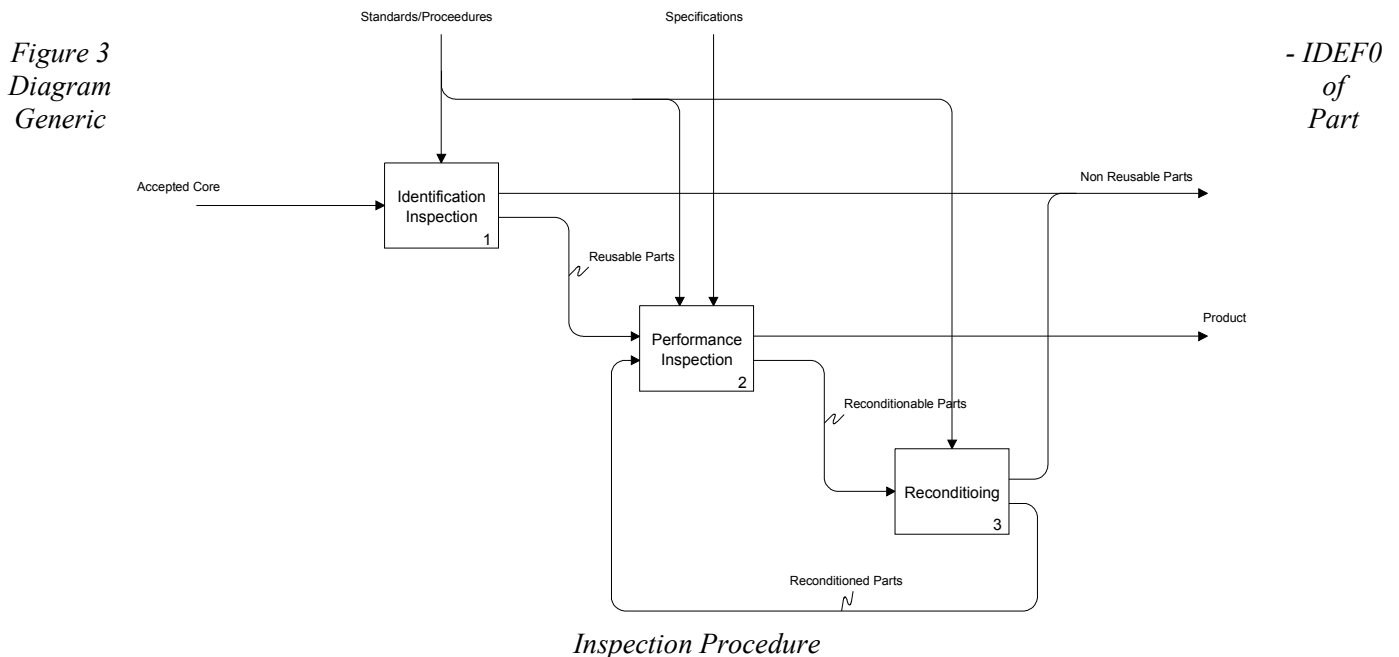 Standards/Proceedures
Specifications
Figure 3
Diagram
Generic
- IDEF0
of
Part
Accepted Core
Identification
Inspection
1
Non Reusable Parts
Reusable Parts
Performance
Inspection
2
Product
Reconditionable Parts
Reconditioing
3
Reconditioned Parts
Inspection Procedure